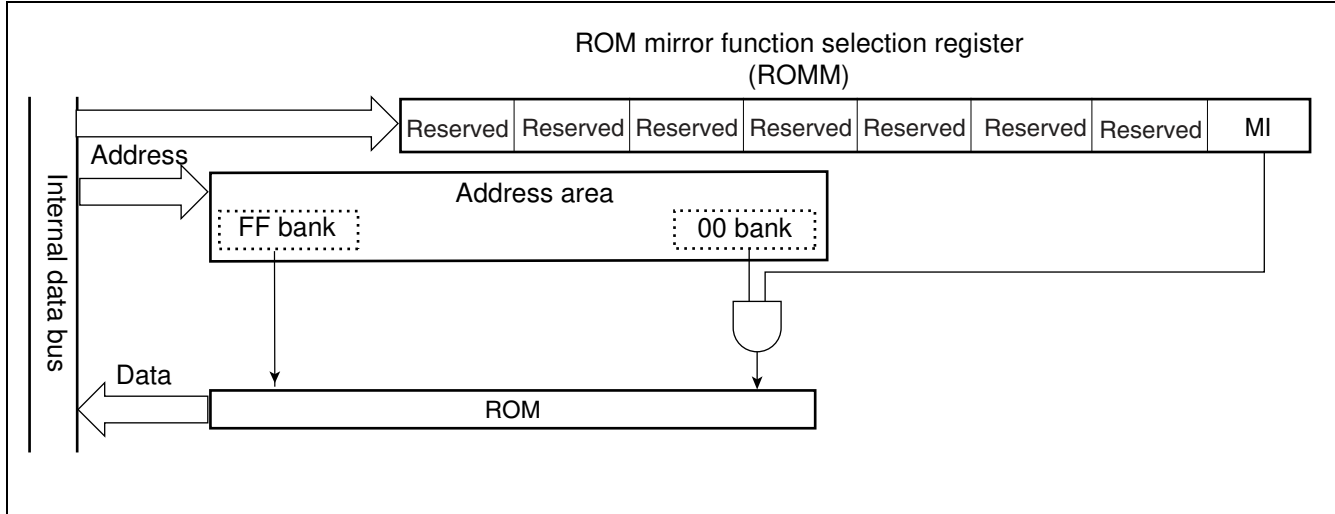 ROM mirror function selection register
(ROMM)
Reserved Reserved Reserved Reserved Reserved Reserved Reserved MI
Address
Address area
FF bank 00 bank
Internal data bus
Data
ROM